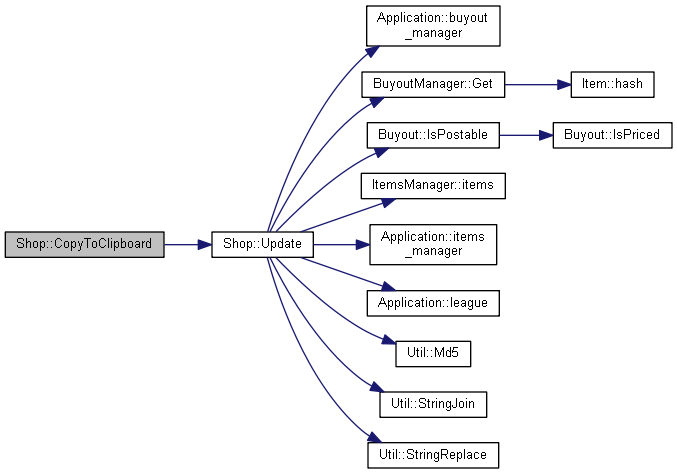 Application::buyout
_manager
BuyoutManager::Get
Item::hash
Buyout::IsPostable
Buyout::IsPriced
ItemsManager::items
Shop::CopyToClipboard
Shop::Update
Application::items
_manager
Application::league
Util::Md5
Util::StringJoin
Util::StringReplace